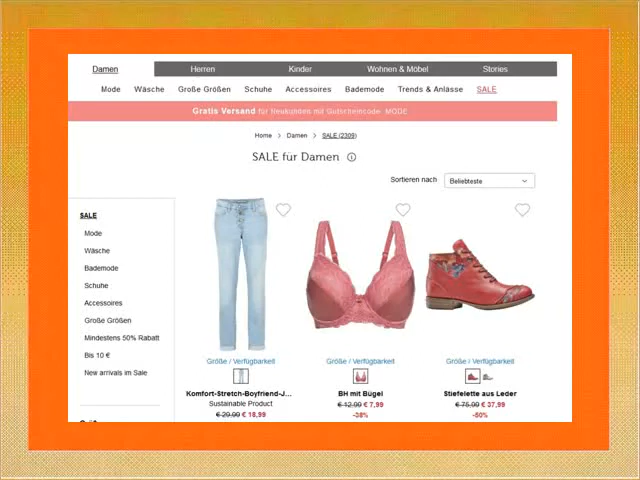 Damen Herren Kinder Wohnen & Möbel Stories
Mode Wäsche Große Größen Schuhe Accessoires Bademode Trends & Anlässe SALE
Gratis Versand für Neukunden mit Gutscheincode: MODE
Home > Damen > SALE (2309)
SALE für Damen
Sortieren nach Beliebteste
SALE
Mode
Wäsche
Bademode
Schuhe
Accessoires
Große Größen
Mindestens 50% Rabatt
Bis 10 €
New arrivals im Sale
Größe / Verfügbarkeit
Komfort-Stretch-Boyfriend-J...
Sustainable Product
€ 29,99 € 18,99
Größe / Verfügbarkeit
BH mit Bügel
€ 12,99 € 7,99
-38%
Größe / Verfügbarkeit
Stiefelette aus Leder
€ 75,99 € 37,99
-50%